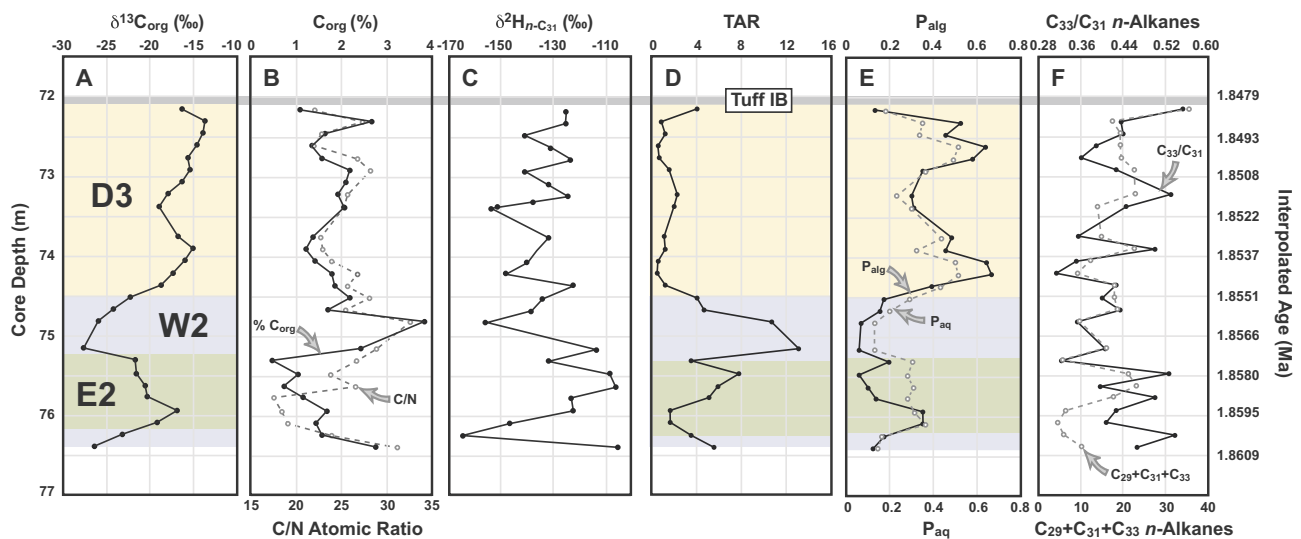 δ¹³Corg (‰)
Corg (%)
δ²Hn-C₃₁ (‰)
TAR
Palg
C₃₃/C₃₁ n-Alkanes
-30 -25 -20 -15 -10
0 1 2 3 4
-170 -150 -130 -110
0 4 8 12 16
0 0.2 0.4 0.6 0.8
0.28 0.36 0.44 0.52 0.60
A
B
C
D
E
F
72
73
74
75
76
77
Core Depth (m)
Tuff IB
D3
W2
E2
% Corg
C/N
Palg
Paq
C₃₃/C₃₁
C₂₉+C₃₁+C₃₃
1.8479
1.8493
1.8508
1.8522
1.8537
1.8551
1.8566
1.8580
1.8595
1.8609
Interpolated Age (Ma)
15 20 25 30 35
0 0.2 0.4 0.6 0.8
0 10 20 30 40
C/N Atomic Ratio
Paq
C₂₉+C₃₁+C₃₃ n-Alkanes